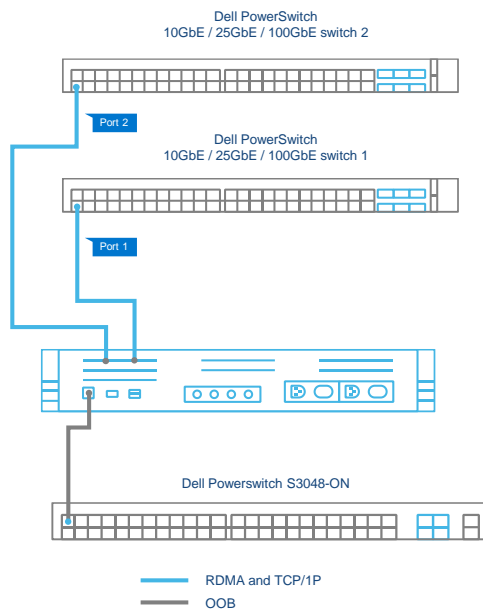 Dell PowerSwitch
10GbE / 25GbE / 100GbE switch 2
Port 2
Dell PowerSwitch
10GbE / 25GbE / 100GbE switch 1
Port 1
Dell Powerswitch S3048-ON
RDMA and TCP/1P
OOB